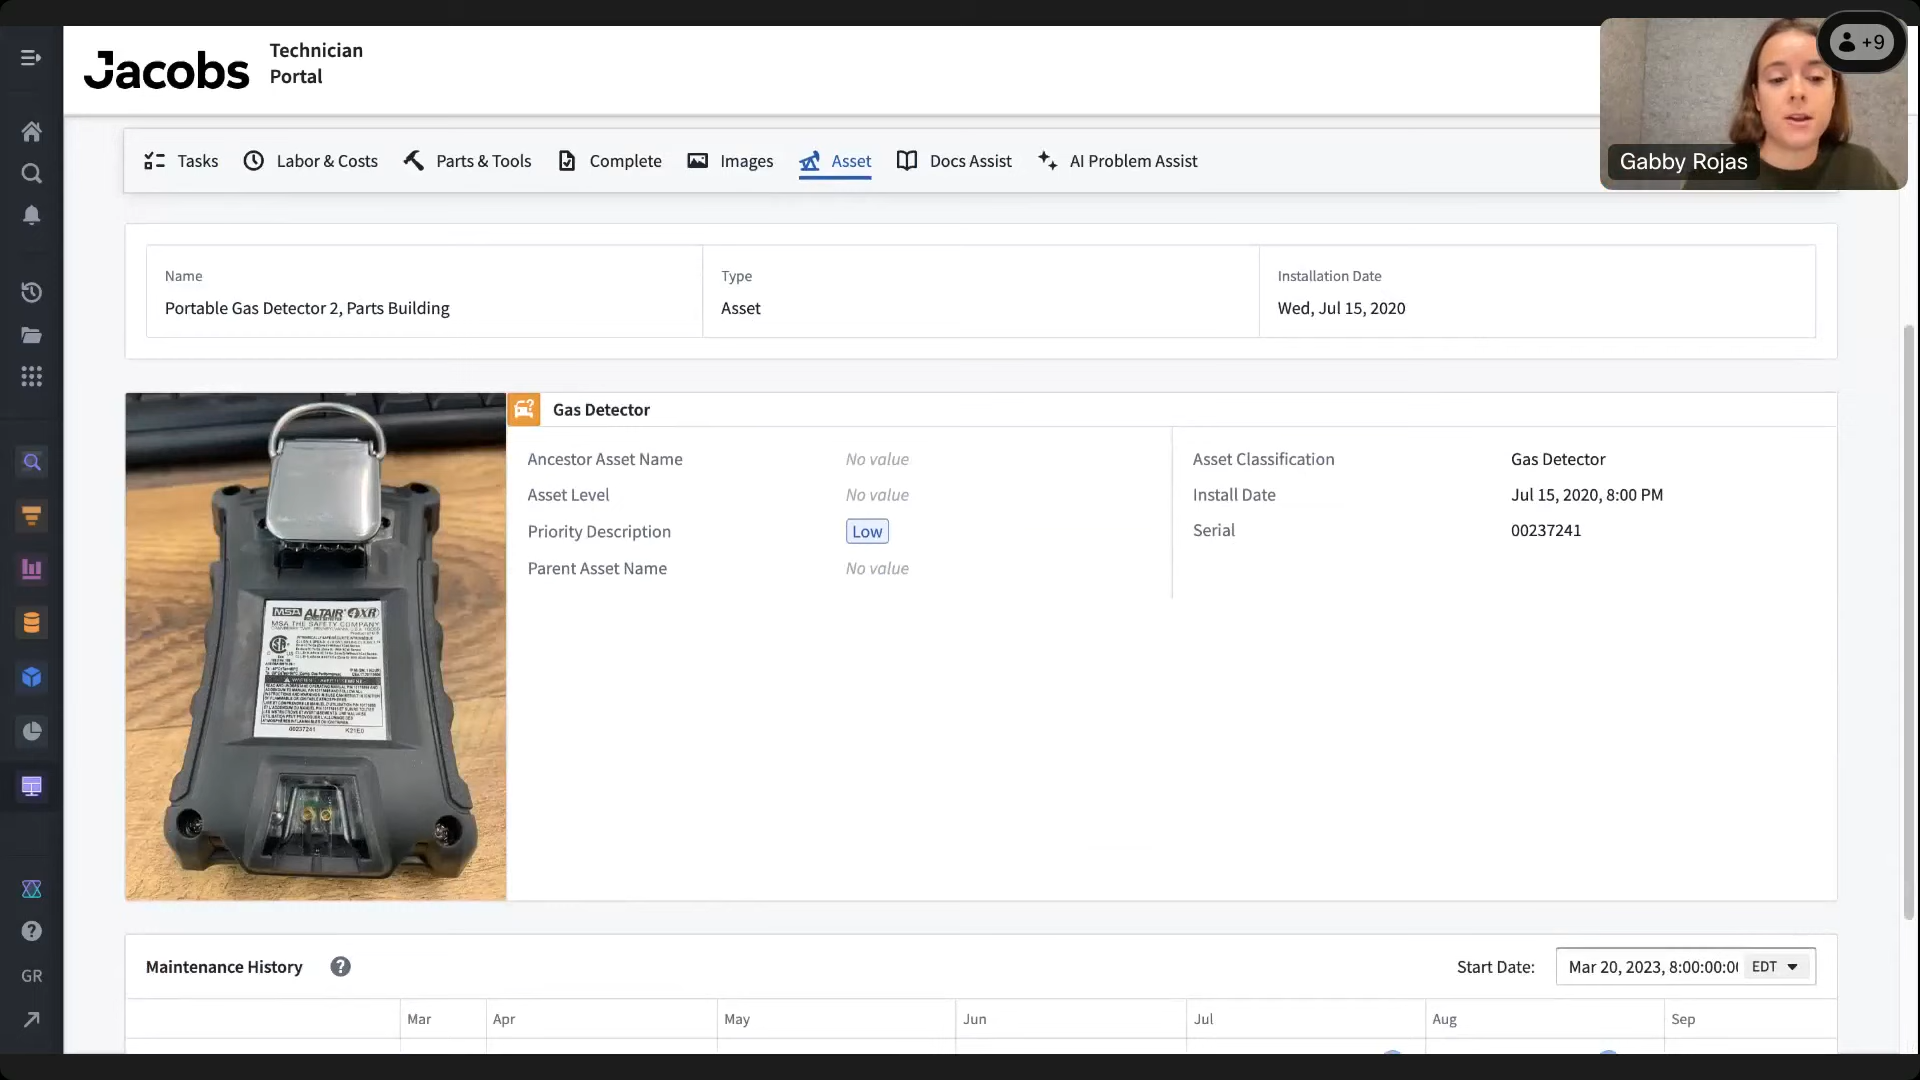 Jacobs
Technician
Portal
+9
Gabby Rojas
Tasks
Labor & Costs
Parts & Tools
Complete
Images
Asset
Docs Assist
AI Problem Assist
Name
Portable Gas Detector 2, Parts Building
Type
Asset
Installation Date
Wed, Jul 15, 2020
Gas Detector
Ancestor Asset Name
No value
Asset Level
No value
Priority Description
Low
Parent Asset Name
No value
Asset Classification
Gas Detector
Install Date
Jul 15, 2020, 8:00 PM
Serial
00237241
MSA ALTAIR 4XR
MSA THE SAFETY COMPANY
00237241
Maintenance History
Start Date:
Mar 20, 2023, 8:00:00:0
EDT
Mar
Apr
May
Jun
Jul
Aug
Sep
GR